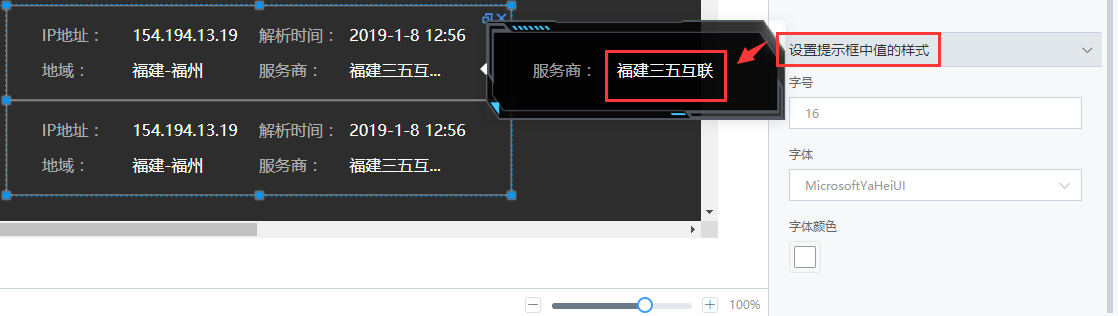 IP地址： 154.194.13.19 解析时间： 2019-1-8 12:56
地域： 福建-福州 服务商： 福建三五互...
IP地址： 154.194.13.19 解析时间： 2019-1-8 12:56
地域： 福建-福州 服务商： 福建三五互...
服务商： 福建三五互联
设置提示框中值的样式
字号
16
字体
MicrosoftYaHeiUI
字体颜色
100%